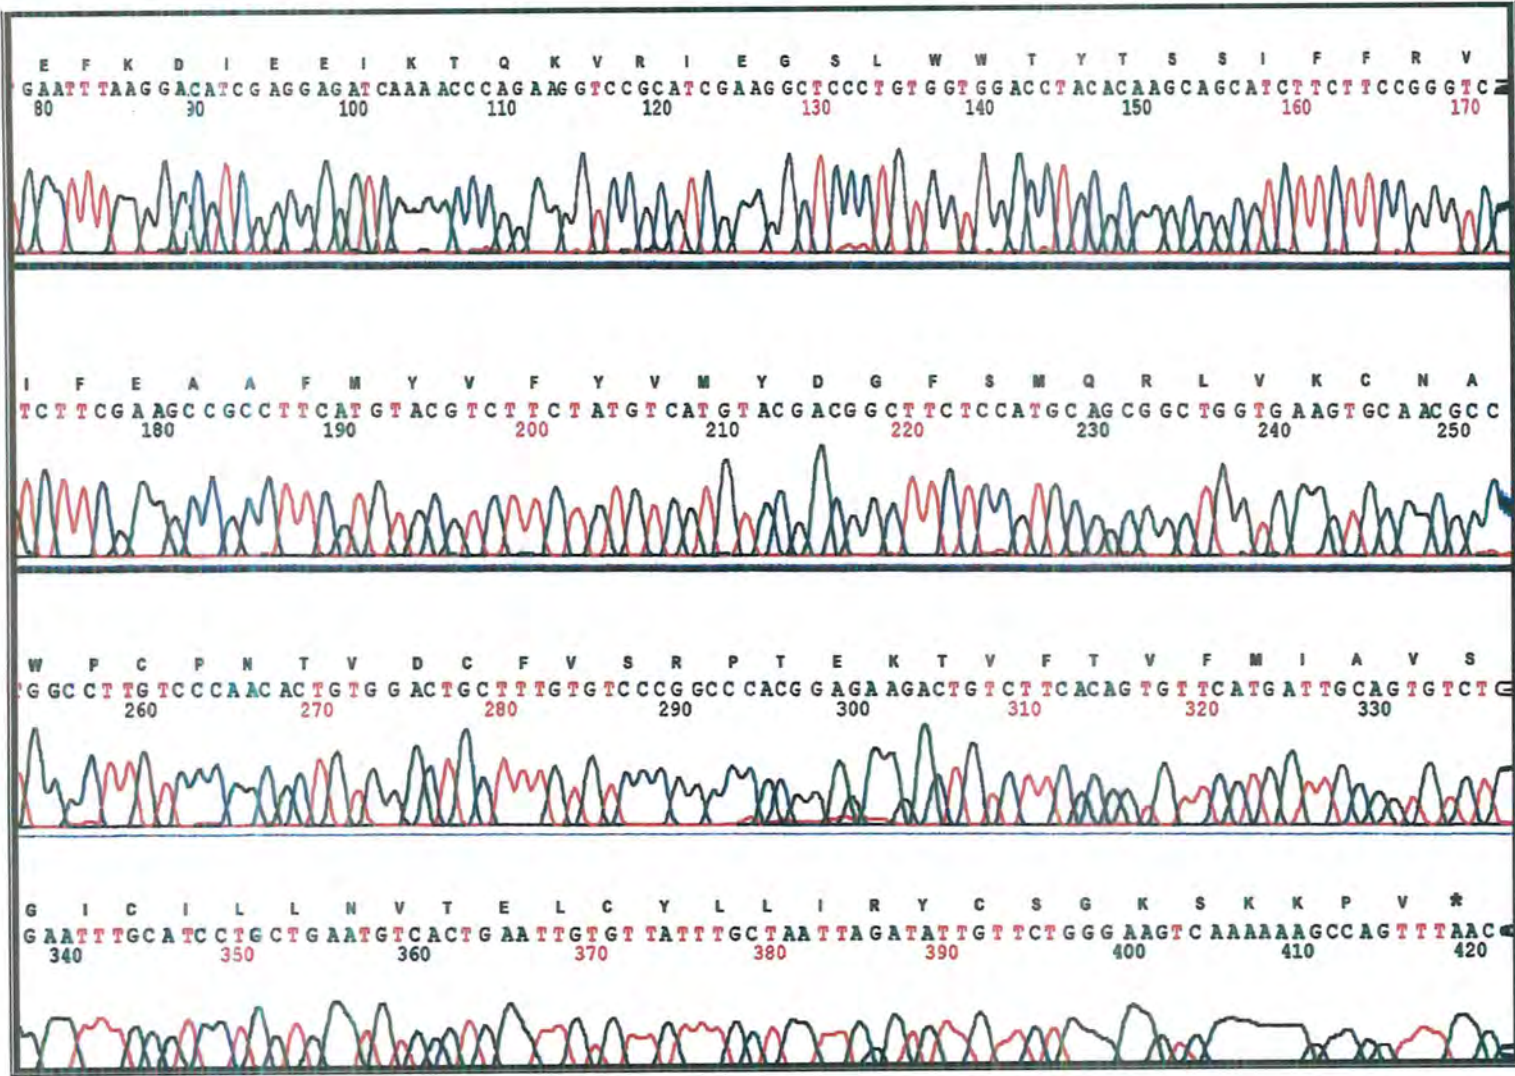 E F K D I E E I K T Q K V R I E G S L W W T Y T S S I F F R V
GAATTTAAGGACATCGAGGAGATCAAAACCCAGAAGGTCCGCATCGAAGGCTCCCTGTGGTGGACCTACACAAGCAGCATCTTCTTCCGGGTC
80 90 100 110 120 130 140 150 160 170
I F E A A F M Y V F Y V M Y D G F S M Q R L V K C N A
TCTTCGAAGCCGCCTTCATGTACGTCTTCTATGTCATGTACGACGGCTTCTCCATGCAGCGGCTGGTGAAGTGCAACGCC
180 190 200 210 220 230 240 250
W P C P N T V D C F V S R P T E K T V F T V F M I A V S
GGCCTTGTCCCAACACTGTGGACTGCTTTGTGTCCCGGCCCACGGAGAAGACTGTCTTCACAGTGTTCATGATTGCAGTGTCTG
260 270 280 290 300 310 320 330
G I C I L L N V T E L C Y L L I R Y C S G K S K K P V *
GAATTTGCATCCTGCTGAATGTCACTGAATTGTGTTATTTGCTAATTAGATATTGTTCTGGGAAGTCAAAAAAGCCAGTTTAAC
340 350 360 370 380 390 400 410 420